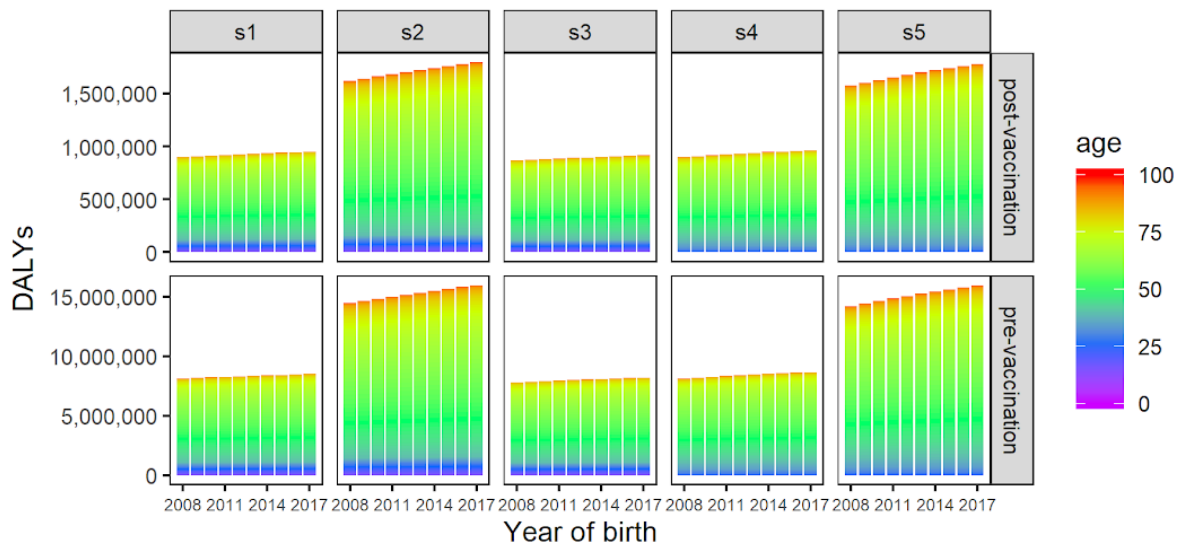 s1 s2 s3 s4 s5
1,500,000
1,000,000
500,000
0
post-vaccination
15,000,000
10,000,000
5,000,000
0
pre-vaccination
2008 2011 2014 2017 2008 2011 2014 2017 2008 2011 2014 2017 2008 2011 2014 2017 2008 2011 2014 2017
Year of birth
DALYs
age
100
75
50
25
0